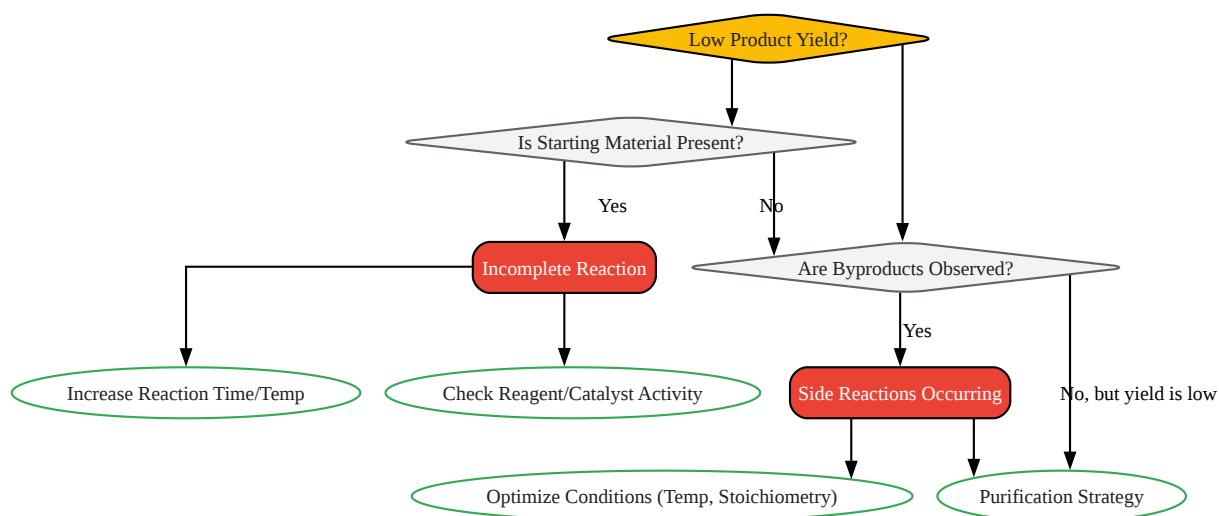 Low Product Yield?
Is Starting Material Present?
Yes
No
Incomplete Reaction
Are Byproducts Observed?
Yes
Increase Reaction Time/Temp
Check Reagent/Catalyst Activity
Side Reactions Occurring
No, but yield is low
Optimize Conditions (Temp, Stoichiometry)
Purification Strategy